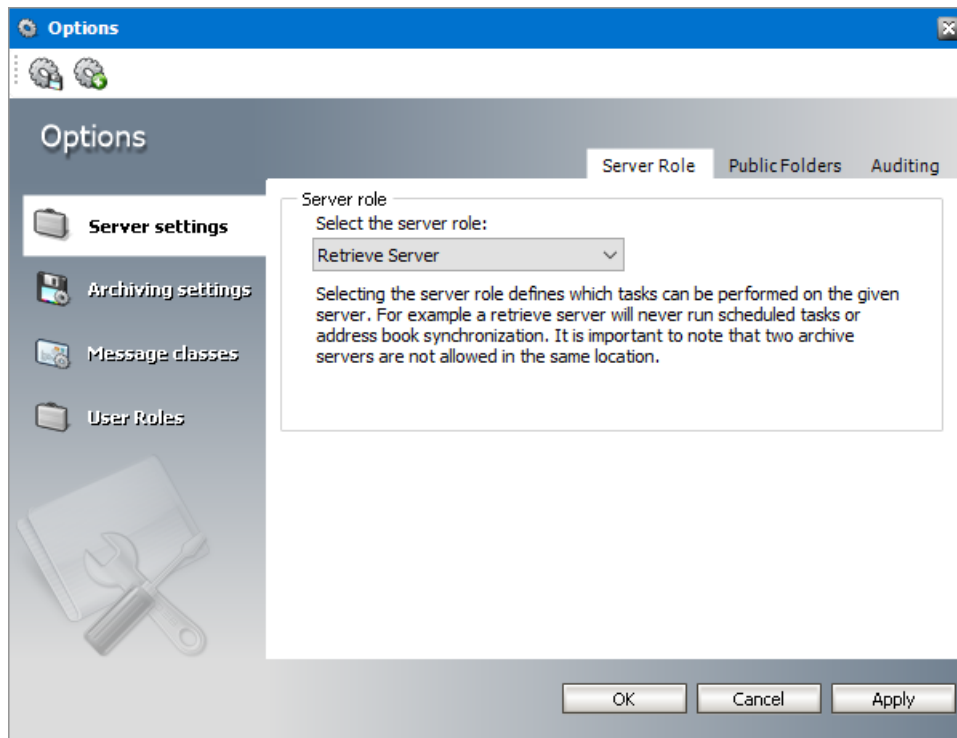 Options
Options
Server Role
Public Folders
Auditing
Server settings
Archiving settings
Message classes
User Roles
Server role
Select the server role:
Retrieve Server
Selecting the server role defines which tasks can be performed on the given
server. For example a retrieve server will never run scheduled tasks or
address book synchronization. It is important to note that two archive
servers are not allowed in the same location.
OK
Cancel
Apply